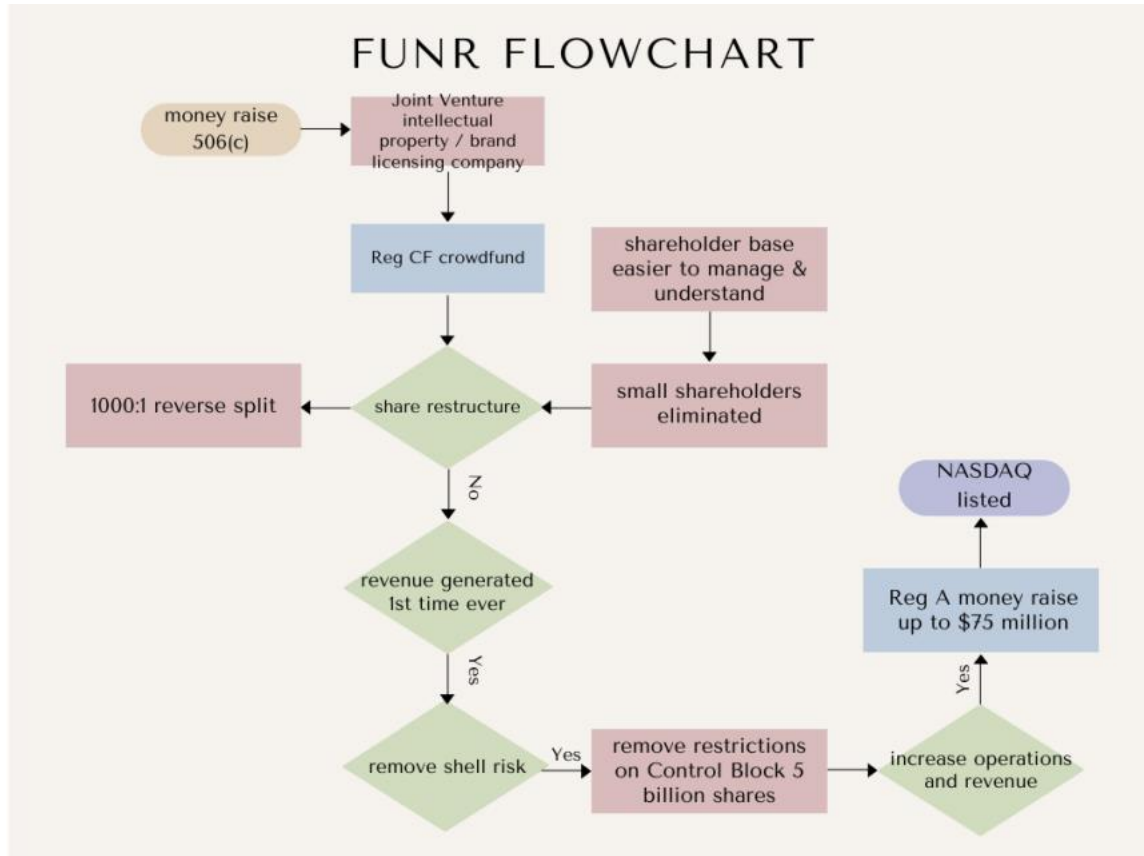 FUNR FLOWCHART
money raise
506(c)
Joint Venture
intellectual
property / brand
licensing company
Reg CF crowdfund
shareholder base
easier to manage &
understand
1000:1 reverse split
share restructure
small shareholders
eliminated
No
NASDAQ
listed
revenue generated
1st time ever
Reg A money raise
up to $75 million
Yes
Yes
remove shell risk
Yes
remove restrictions
on Control Block 5
billion shares
increase operations
and revenue